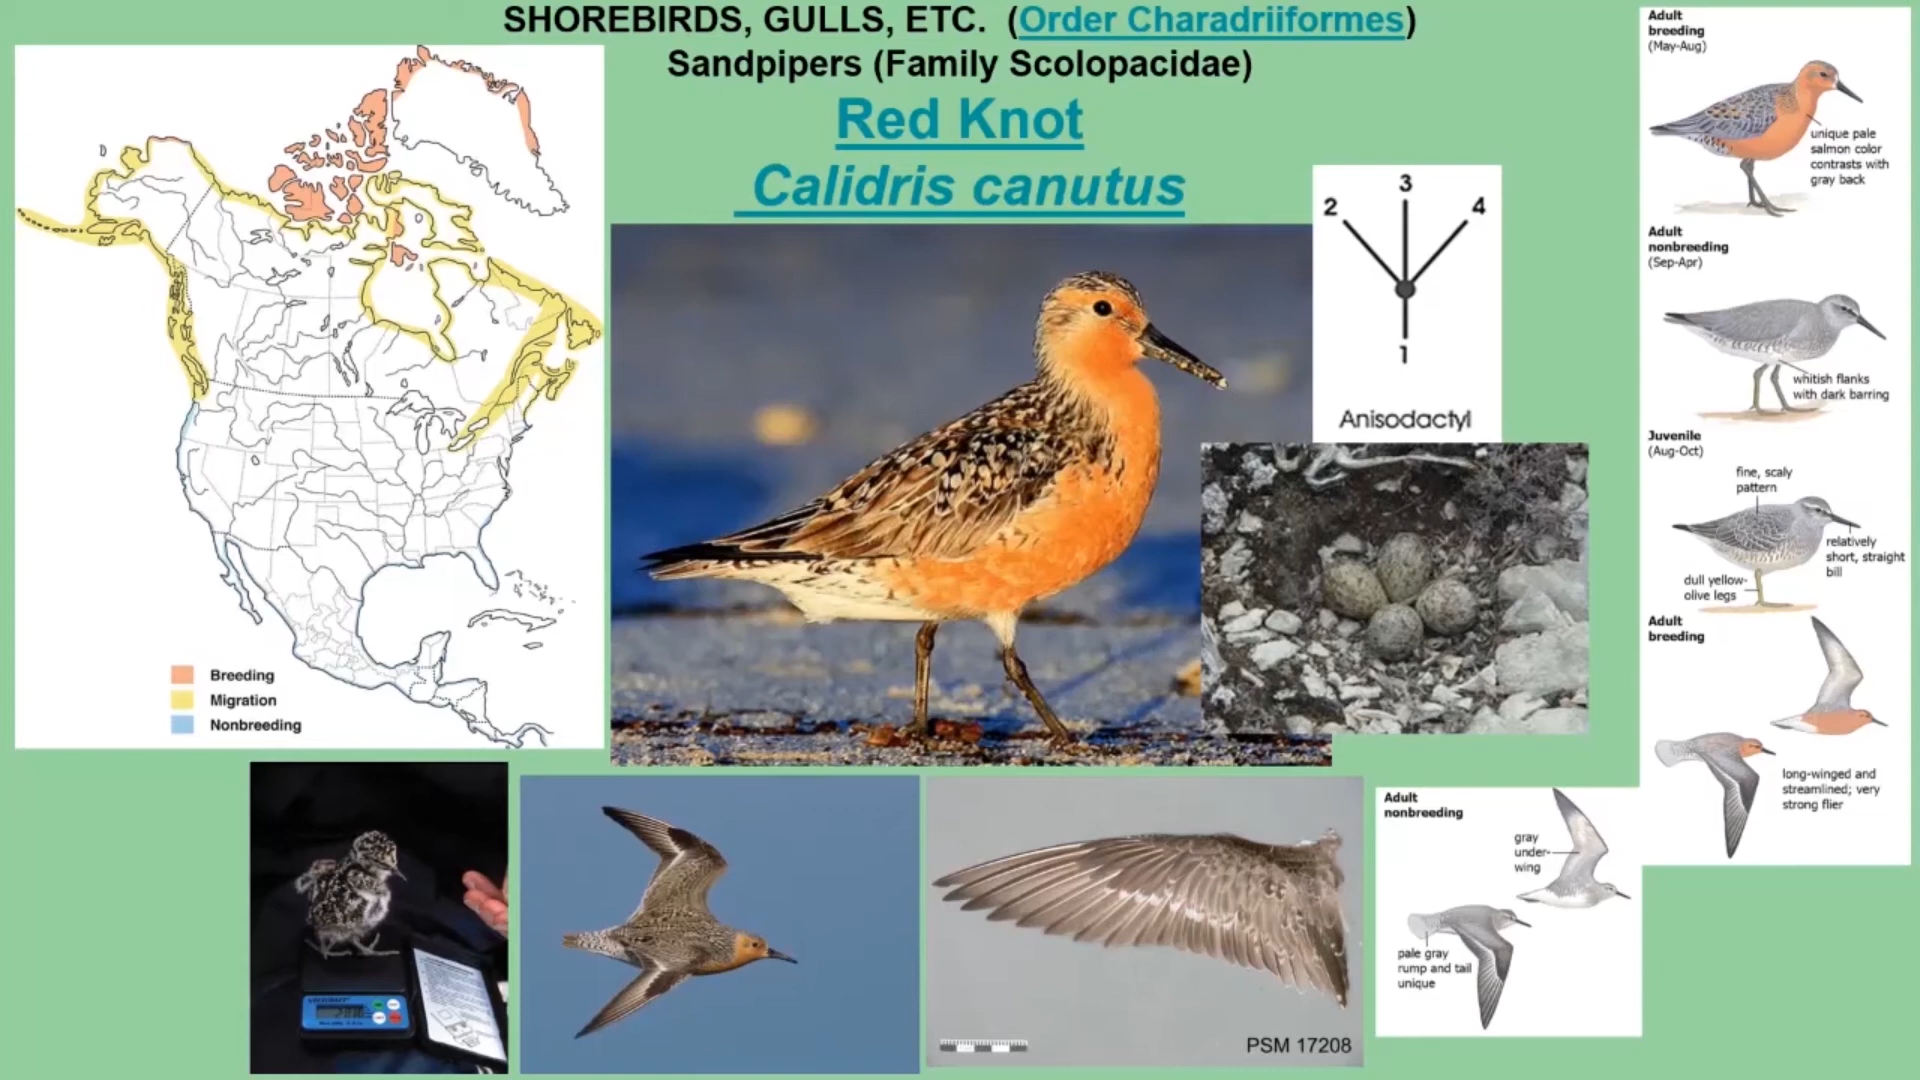 SHOREBIRDS, GULLS, ETC. (Order Charadriiformes)
Sandpipers (Family Scolopacidae)
Red Knot
Calidris canutus
Breeding
Migration
Nonbreeding
3
2
4
1
Anisodactyl
Adult
breeding
(May-Aug)
unique pale
salmon color
contrasts with
gray back
Adult
nonbreeding
(Sep-Apr)
whitish flanks
with dark barring
Juvenile
(Aug-Oct)
fine, scaly
pattern
relatively
short, straight
bill
dull yellow-
olive legs
Adult
breeding
long-winged and
streamlined; very
strong flier
Adult
nonbreeding
gray
under-
wing
pale gray
rump and tail
unique
PSM 17208